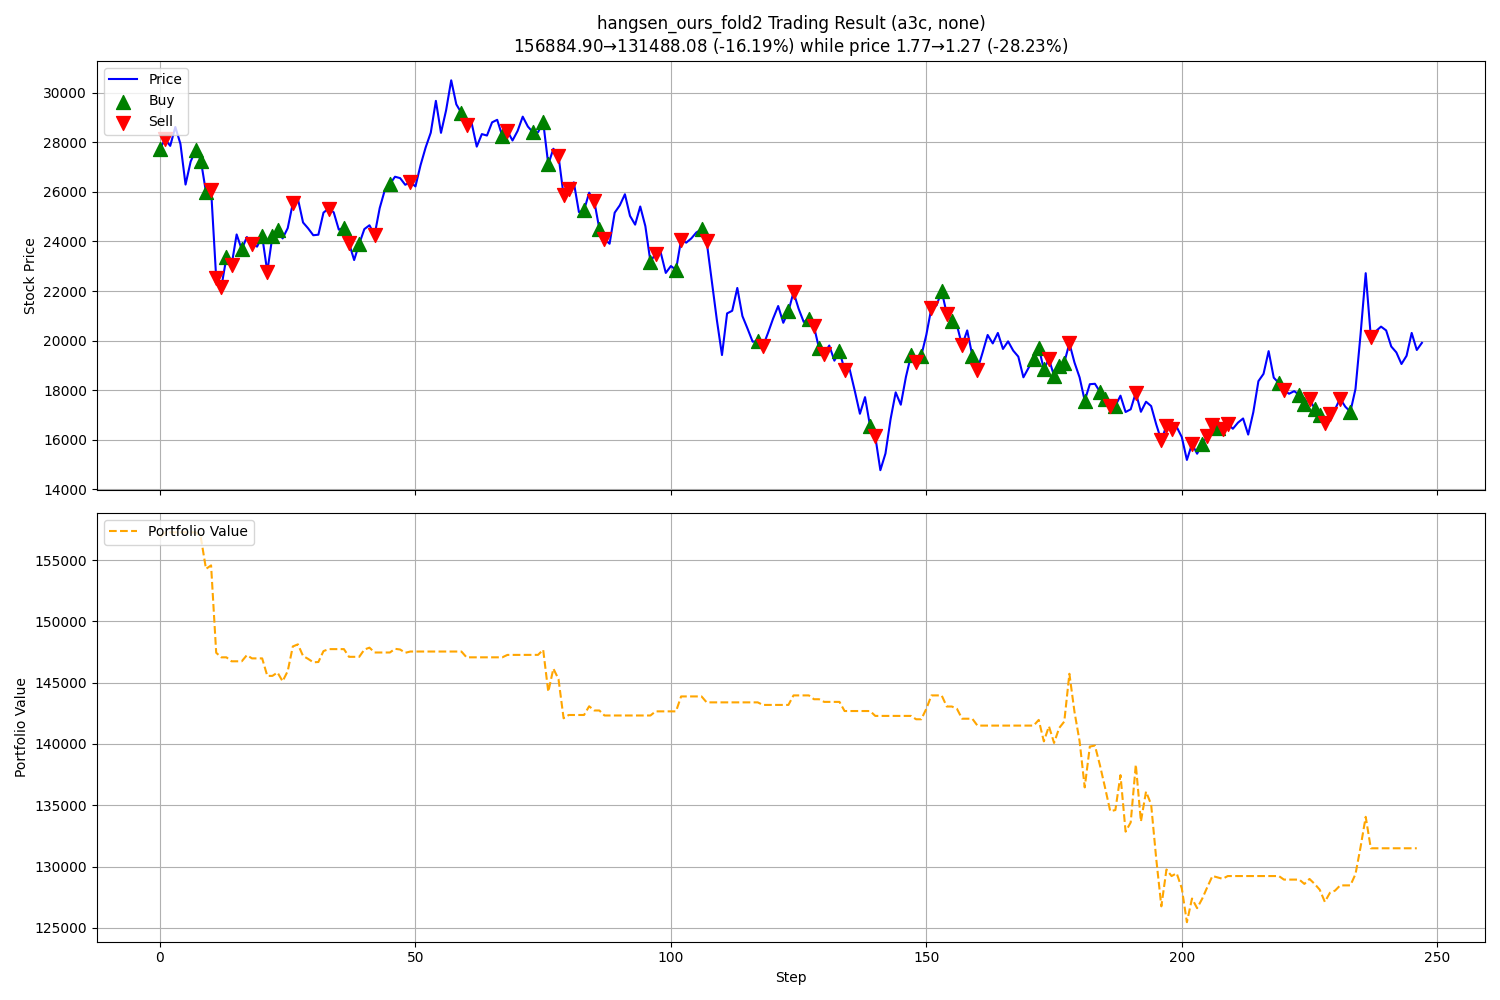 hangsen_ours_fold2 Trading Result (a3c, none)
156884.90→131488.08 (-16.19%) while price 1.77→1.27 (-28.23%)
Price
Buy
Sell
Stock Price
30000
28000
26000
24000
22000
20000
18000
16000
14000
Portfolio Value
Portfolio Value
155000
150000
145000
140000
135000
130000
125000
0
50
100
150
200
250
Step